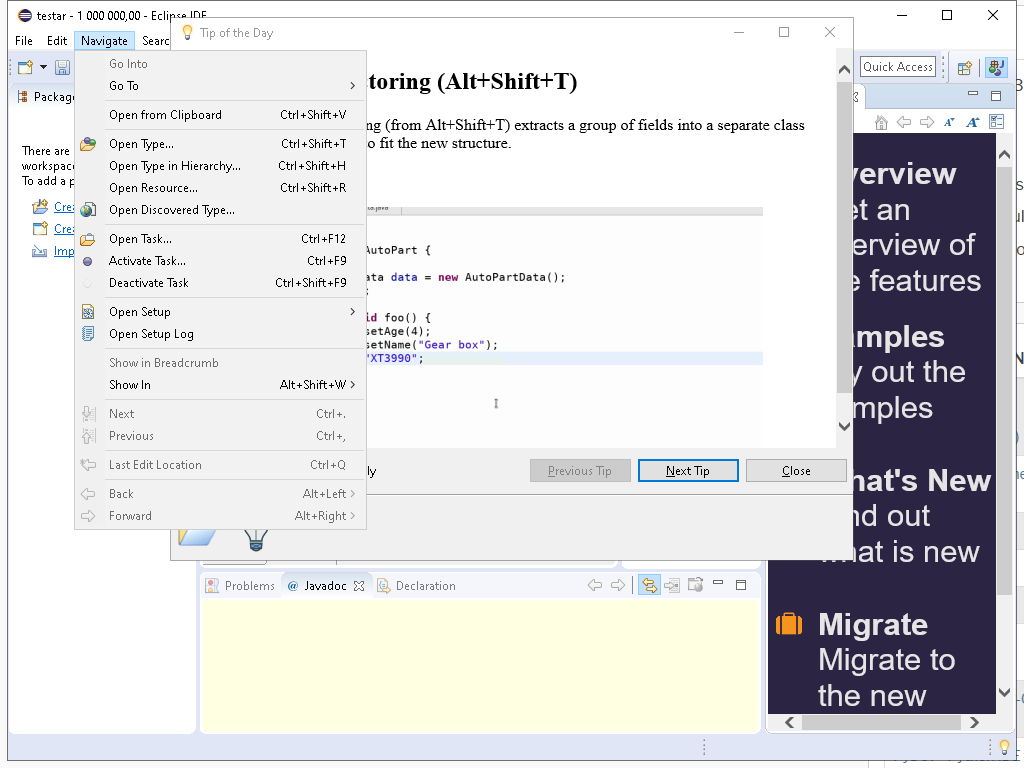 testar - 1 000 000,00 - Eclipse IDE
File Edit Navigate Searc
Tip of the Day
Quick Access
Packag
There are
workspac
To add a p
Crea
Crea
Imp
Go Into
Go To
Open from Clipboard Ctrl+Shift+V
Open Type... Ctrl+Shift+T
Open Type in Hierarchy... Ctrl+Shift+H
Open Resource... Ctrl+Shift+R
Open Discovered Type...
Open Task... Ctrl+F12
Activate Task... Ctrl+F9
Deactivate Task Ctrl+Shift+F9
Open Setup
Open Setup Log
Show in Breadcrumb
Show In Alt+Shift+W
Next Ctrl+.
Previous Ctrl+,
Last Edit Location Ctrl+Q
Back Alt+Left
Forward Alt+Right
toring (Alt+Shift+T)
ng (from Alt+Shift+T) extracts a group of fields into a separate class
o fit the new structure.
AutoPart {
ata data = new AutoPartData();
;
id foo() {
setAge(4);
setName("Gear box");
"XT3990";
ly
Previous Tip Next Tip Close
verview
et an
erview of
e features
mples
y out the
mples
hat's New
nd out
what is new
Migrate
Migrate to
the new
Problems @ Javadoc Declaration